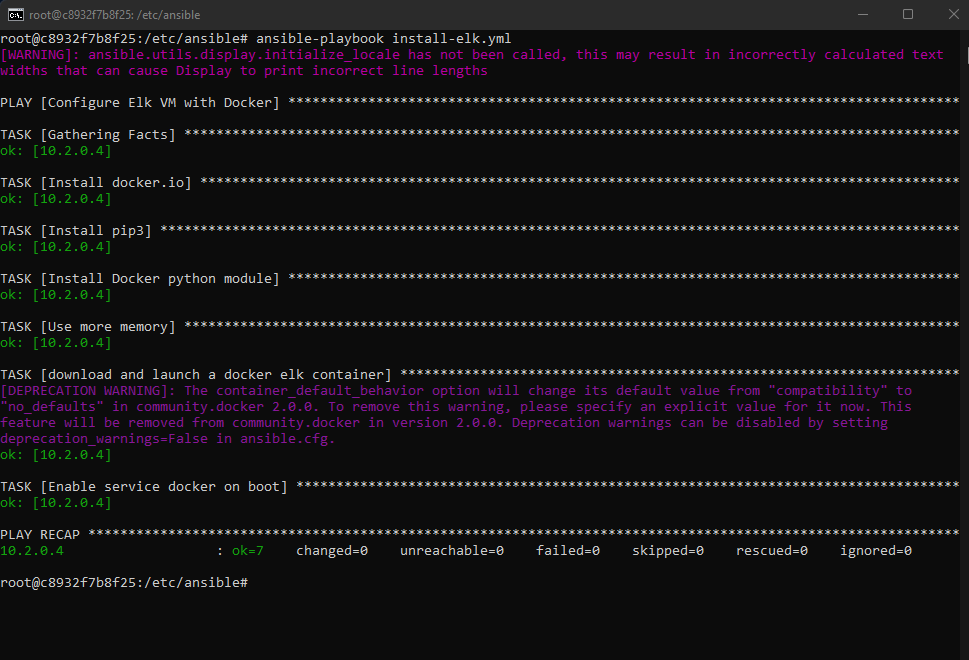 root@c8932f7b8f25: /etc/ansible
root@c8932f7b8f25:/etc/ansible# ansible-playbook install-elk.yml
[WARNING]: ansible.utils.display.initialize_locale has not been called, this may result in incorrectly calculated text
widths that can cause Display to print incorrect line lengths
PLAY [Configure Elk VM with Docker] ************************************************************************************
TASK [Gathering Facts] *************************************************************************************************
ok: [10.2.0.4]
TASK [Install docker.io] ***********************************************************************************************
ok: [10.2.0.4]
TASK [Install pip3] ****************************************************************************************************
ok: [10.2.0.4]
TASK [Install Docker python module] ************************************************************************************
ok: [10.2.0.4]
TASK [Use more memory] *************************************************************************************************
ok: [10.2.0.4]
TASK [download and launch a docker elk container] **********************************************************************
[DEPRECATION WARNING]: The container_default_behavior option will change its default value from "compatibility" to
"no_defaults" in community.docker 2.0.0. To remove this warning, please specify an explicit value for it now. This
feature will be removed from community.docker in version 2.0.0. Deprecation warnings can be disabled by setting
deprecation_warnings=False in ansible.cfg.
ok: [10.2.0.4]
TASK [Enable service docker on boot] ***********************************************************************************
ok: [10.2.0.4]
PLAY RECAP *************************************************************************************************************
10.2.0.4                   : ok=7    changed=0    unreachable=0    failed=0    skipped=0    rescued=0    ignored=0
root@c8932f7b8f25:/etc/ansible#